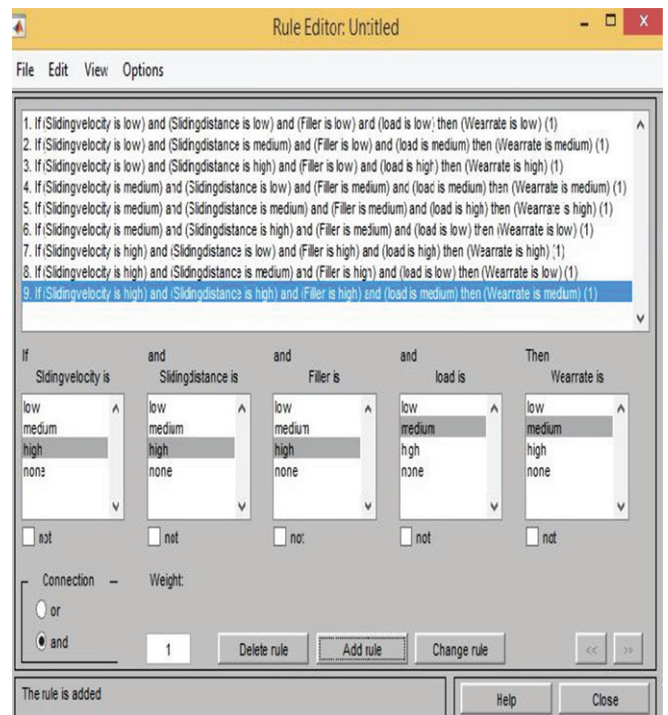 Rule Editor: Untitled
File Edit View Options
1. If (Slidingvelocity is low) and (Slidingdistance is low) and (Filler is low) and (load is low) then (Wearrate is low) (1)
2. If (Slidingvelocity is low) and (Slidingdistance is medium) and (Filler is low) and (load is medium) then (Wearrate is medium) (1)
3. If (Slidingvelocity is low) and (Slidingdistance is high) and (Filler is low) and (load is high) then (Wearrate is high) (1)
4. If (Slidingvelocity is medium) and (Slidingdistance is low) and (Filler is medium) and (load is medium) then (Wearrate is medium) (1)
5. If (Slidingvelocity is medium) and (Slidingdistance is medium) and (Filler is medium) and (load is high) then (Wearrate is high) (1)
6. If (Slidingvelocity is medium) and (Slidingdistance is high) and (Filler is medium) and (load is low) then (Wearrate is low) (1)
7. If (Slidingvelocity is high) and (Slidingdistance is low) and (Filler is high) and (load is high) then (Wearrate is high) (1)
8. If (Slidingvelocity is high) and (Slidingdistance is medium) and (Filler is high) and (load is low) then (Wearrate is low) (1)
9. If (Slidingvelocity is high) and (Slidingdistance is high) and (Filler is high) and (load is medium) then (Wearrate is medium) (1)
If and and and Then
Slidingvelocity is Slidingdistance is Filler is load is Wearrate is
low low low low low
medium medium medium medium medium
high high high high high
none none none none none
not not not not not
Connection Weight:
or
and 1 Delete rule Add rule Change rule << >>
The rule is added Help Close